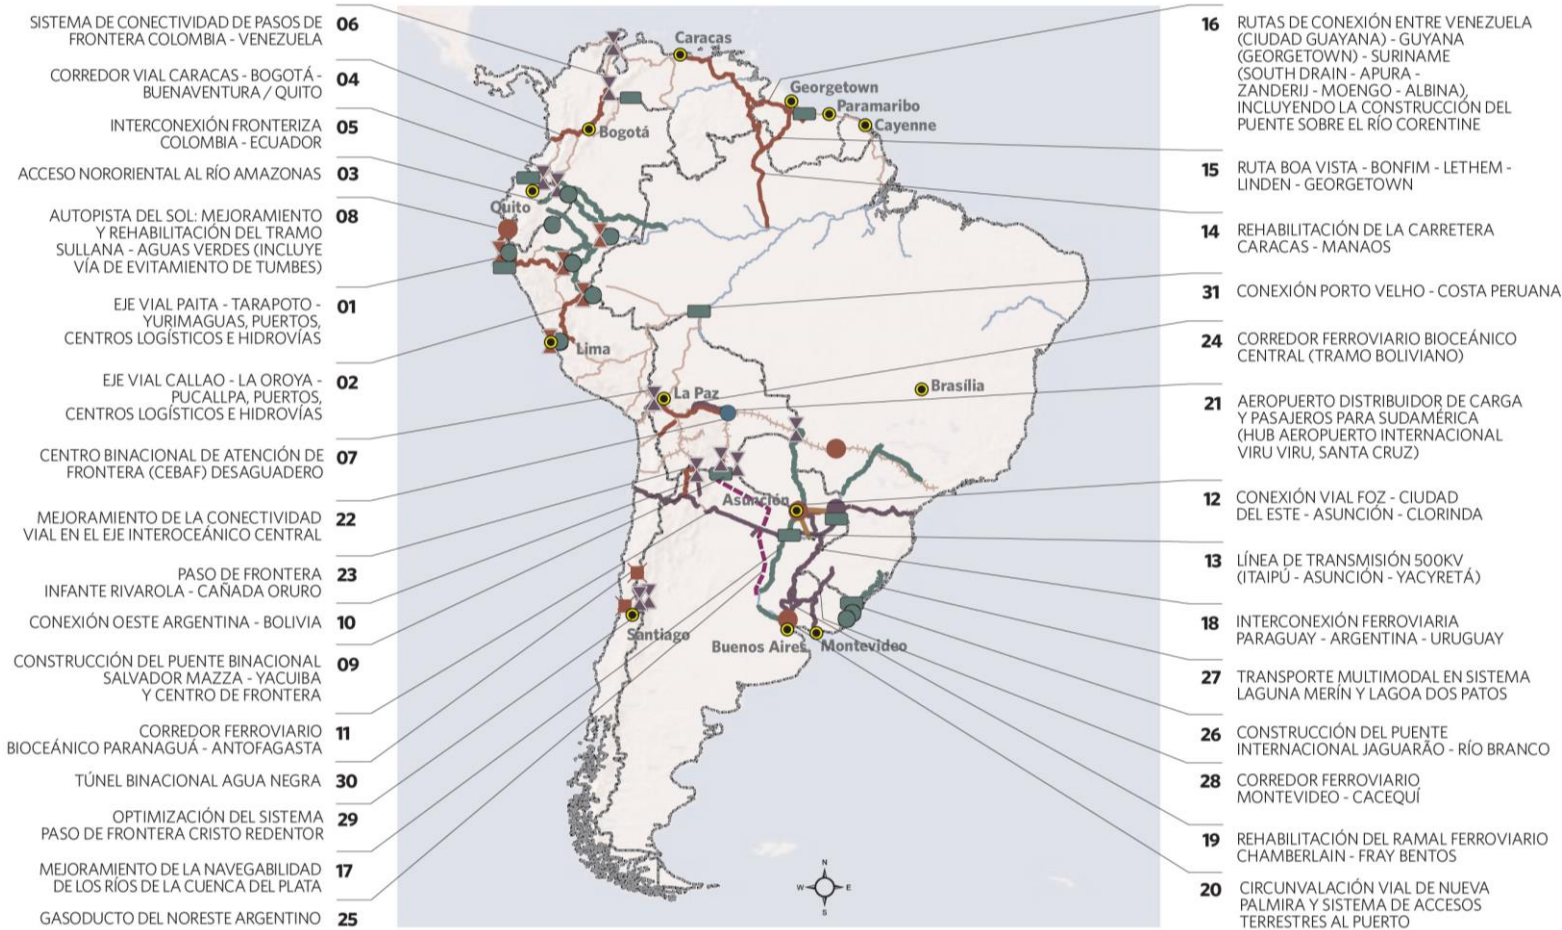 SISTEMA DE CONECTIVIDAD DE PASOS DE
FRONTERA COLOMBIA - VENEZUELA
06
CORREDOR VIAL CARACAS - BOGOTÁ -
BUENAVENTURA / QUITO
04
INTERCONEXIÓN FRONTERIZA
COLOMBIA - ECUADOR
05
ACCESO NORORIENTAL AL RÍO AMAZONAS
03
AUTOPISTA DEL SOL: MEJORAMIENTO
Y REHABILITACIÓN DEL TRAMO
SULLANA - AGUAS VERDES (INCLUYE
VÍA DE EVITAMIENTO DE TUMBES)
08
EJE VIAL PAITA - TARAPOTO -
YURIMAGUAS, PUERTOS,
CENTROS LOGÍSTICOS E HIDROVÍAS
01
EJE VIAL CALLAO - LA OROYA -
PUCALLPA, PUERTOS,
CENTROS LOGÍSTICOS E HIDROVÍAS
02
CENTRO BINACIONAL DE ATENCIÓN DE
FRONTERA (CEBAF) DESAGUADERO
07
MEJORAMIENTO DE LA CONECTIVIDAD
VIAL EN EL EJE INTEROCEÁNICO CENTRAL
22
PASO DE FRONTERA
INFANTE RIVAROLA - CAÑADA ORURO
23
CONEXIÓN OESTE ARGENTINA - BOLIVIA
10
CONSTRUCCIÓN DEL PUENTE BINACIONAL
SALVADOR MAZZA - YACUIBA
Y CENTRO DE FRONTERA
09
CORREDOR FERROVIARIO
BIOCEÁNICO PARANAGUÁ - ANTOFAGASTA
11
TÚNEL BINACIONAL AGUA NEGRA
30
OPTIMIZACIÓN DEL SISTEMA
PASO DE FRONTERA CRISTO REDENTOR
29
MEJORAMIENTO DE LA NAVEGABILIDAD
DE LOS RÍOS DE LA CUENCA DEL PLATA
17
GASODUCTO DEL NORESTE ARGENTINO
25
Caracas
Georgetown
Paramaribo
Cayenne
Bogotá
Quito
Lima
La Paz
Brasília
Asunción
Santiago
Buenos Aires
Montevideo
N
W
E
S
16
RUTAS DE CONEXIÓN ENTRE VENEZUELA
(CIUDAD GUAYANA) - GUYANA
(GEORGETOWN) - SURINAME
(SOUTH DRAIN - APURA -
ZANDERIJ - MOENGO - ALBINA),
INCLUYENDO LA CONSTRUCCIÓN DEL
PUENTE SOBRE EL RÍO CORENTINE
15
RUTA BOA VISTA - BONFIM - LETHEM -
LINDEN - GEORGETOWN
14
REHABILITACIÓN DE LA CARRETERA
CARACAS - MANAOS
31
CONEXIÓN PORTO VELHO - COSTA PERUANA
24
CORREDOR FERROVIARIO BIOCEÁNICO
CENTRAL (TRAMO BOLIVIANO)
21
AEROPUERTO DISTRIBUIDOR DE CARGA
Y PASAJEROS PARA SUDAMÉRICA
(HUB AEROPUERTO INTERNACIONAL
VIRU VIRU, SANTA CRUZ)
12
CONEXIÓN VIAL FOZ - CIUDAD
DEL ESTE - ASUNCIÓN - CLORINDA
13
LÍNEA DE TRANSMISIÓN 500KV
(ITAIPÚ - ASUNCIÓN - YACYRETÁ)
18
INTERCONEXIÓN FERROVIARIA
PARAGUAY - ARGENTINA - URUGUAY
27
TRANSPORTE MULTIMODAL EN SISTEMA
LAGUNA MERÍN Y LAGOA DOS PATOS
26
CONSTRUCCIÓN DEL PUENTE
INTERNACIONAL JAGUARÃO - RÍO BRANCO
28
CORREDOR FERROVIARIO
MONTEVIDEO - CACEQUÍ
19
REHABILITACIÓN DEL RAMAL FERROVIARIO
CHAMBERLAIN - FRAY BENTOS
20
CIRCUNVALACIÓN VIAL DE NUEVA
PALMIRA Y SISTEMA DE ACCESOS
TERRESTRES AL PUERTO